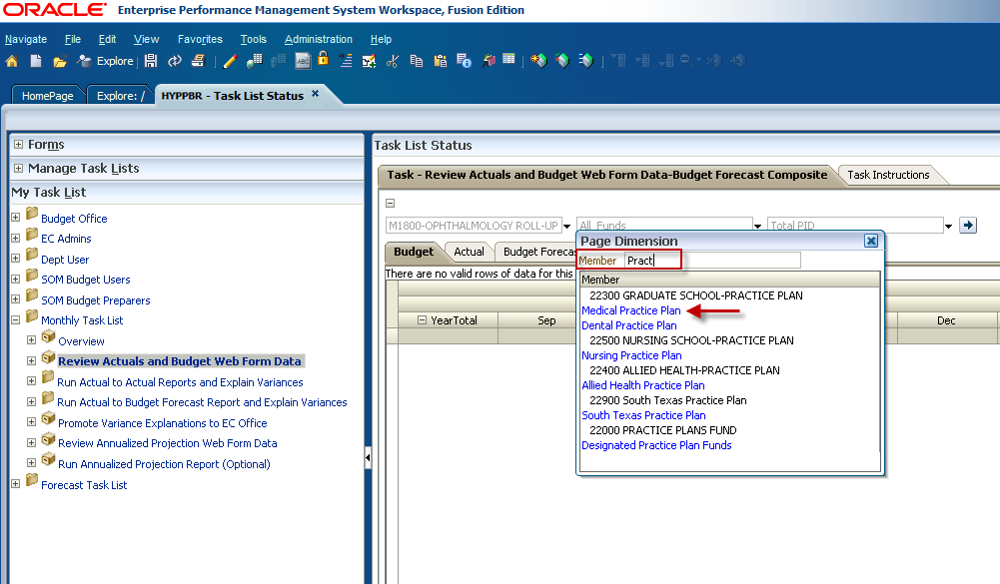 ORACLE® Enterprise Performance Management System Workspace, Fusion Edition
Navigate File Edit View Favorites Tools Administration Help
Explore ABC
HomePage Explore: / HYPPBR - Task List Status
Forms
Manage Task Lists
My Task List
Budget Office
EC Admins
Dept User
SOM Budget Users
SOM Budget Preparers
Monthly Task List
Overview
Review Actuals and Budget Web Form Data
Run Actual to Actual Reports and Explain Variances
Run Actual to Budget Forecast Report and Explain Variances
Promote Variance Explanations to EC Office
Review Annualized Projection Web Form Data
Run Annualized Projection Report (Optional)
Forecast Task List
Task List Status
Task - Review Actuals and Budget Web Form Data-Budget Forecast Composite Task Instructions
M1800-OPHTHALMOLOGY ROLL-UP All_Funds Total PID
Budget Actual Budget Forecas
There are no valid rows of data for this
YearTotal Sep Dec
Page Dimension
Member Pract
Member
22300 GRADUATE SCHOOL-PRACTICE PLAN
Medical Practice Plan
Dental Practice Plan
22500 NURSING SCHOOL-PRACTICE PLAN
Nursing Practice Plan
22400 ALLIED HEALTH-PRACTICE PLAN
Allied Health Practice Plan
22900 South Texas Practice Plan
South Texas Practice Plan
22000 PRACTICE PLANS FUND
Designated Practice Plan Funds